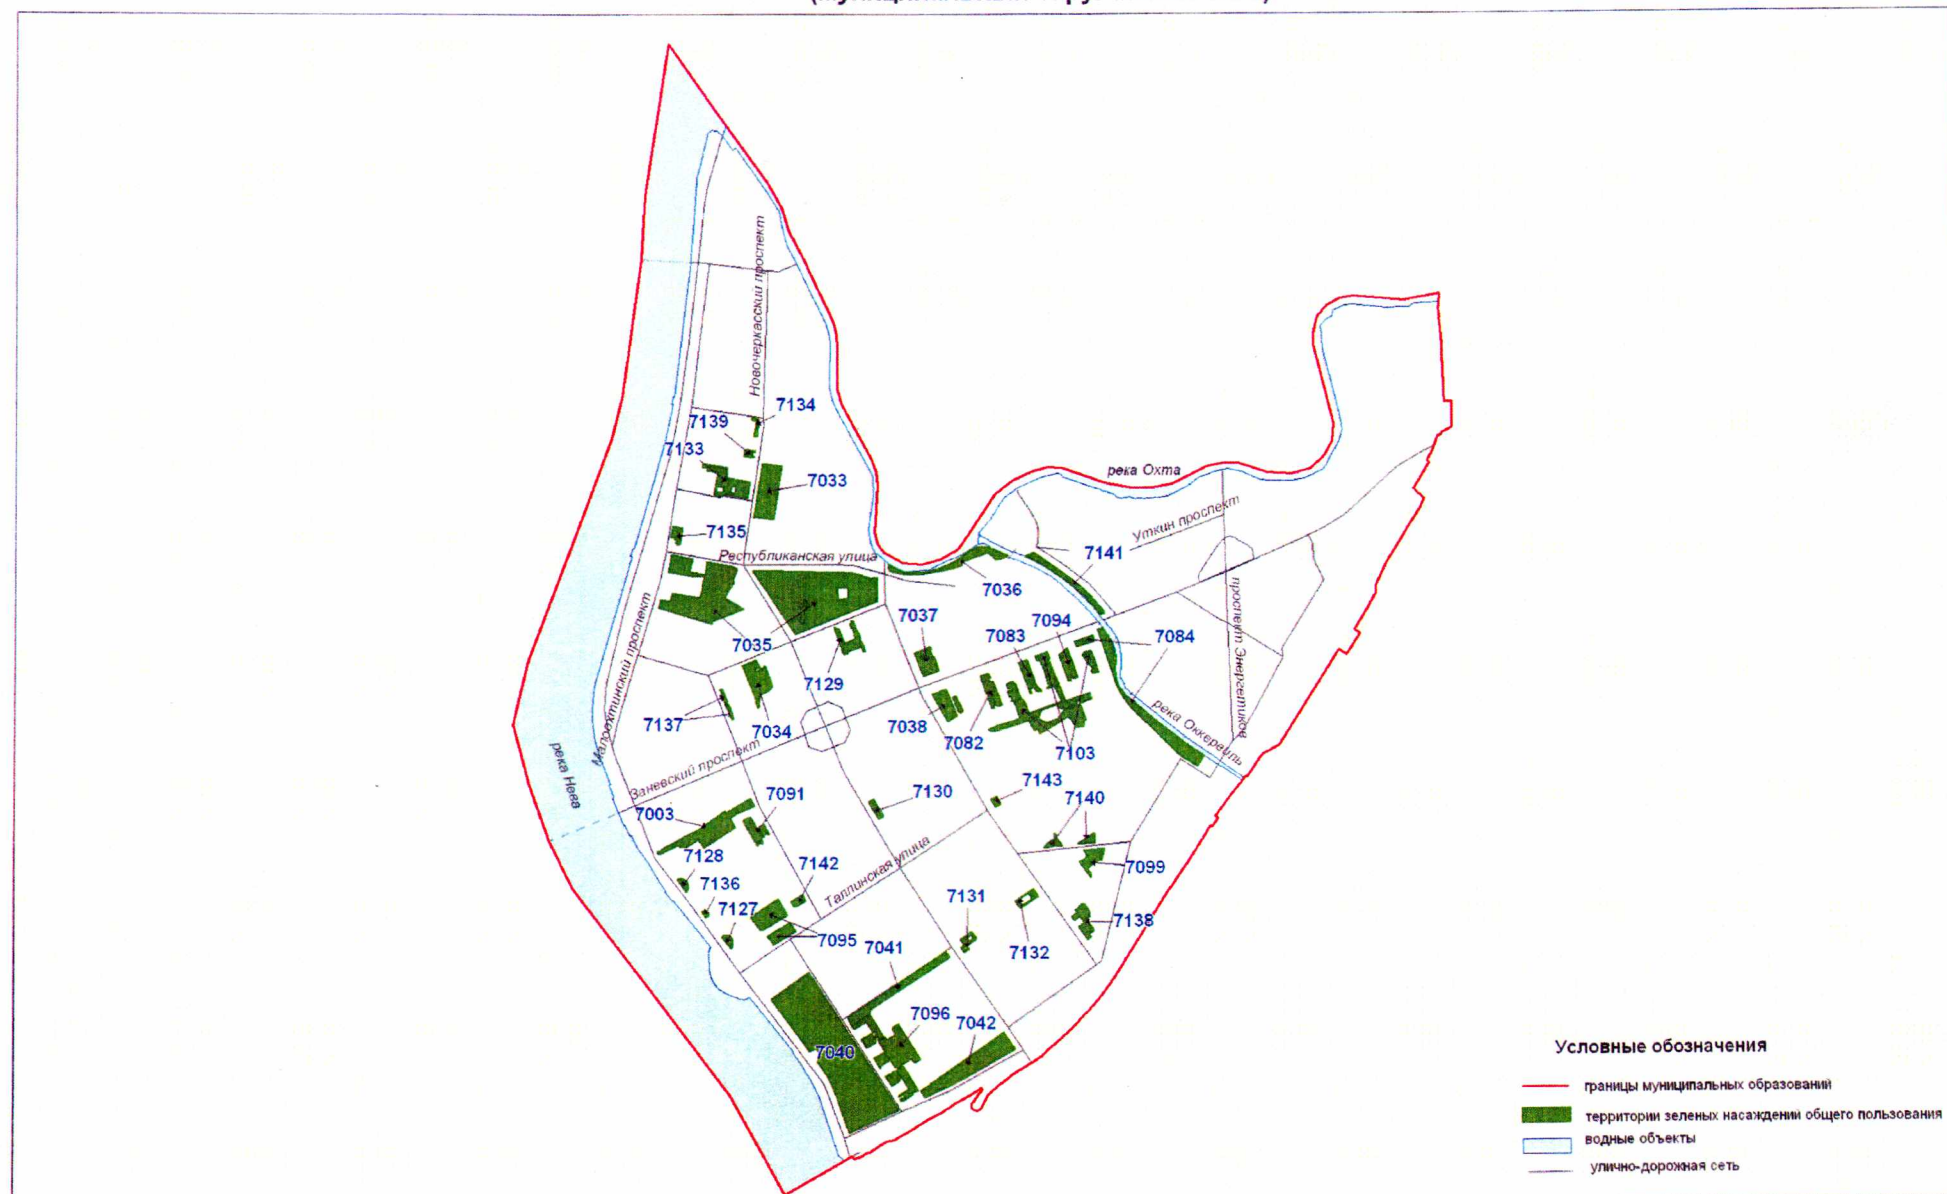 Новочеркасский проспект
7134
7139
7133
7033
река Охта
7135
Уткин проспект
Республиканская улица
7141
7036
проспект Энергетиков
Малоохтинский проспект
7035
7037
7094
7083
7084
7129
7137
7034
7038
7082
7103
река Оккервиль
река Нева
Заневский проспект
7143
7091
7130
7140
7003
7128
7142
Таллинская улица
7099
7136
7127
7131
7138
7095
7041
7132
7096
7042
7040
Условные обозначения
границы муниципальных образований
территории зеленых насаждений общего пользования
водные объекты
улично-дорожная сеть